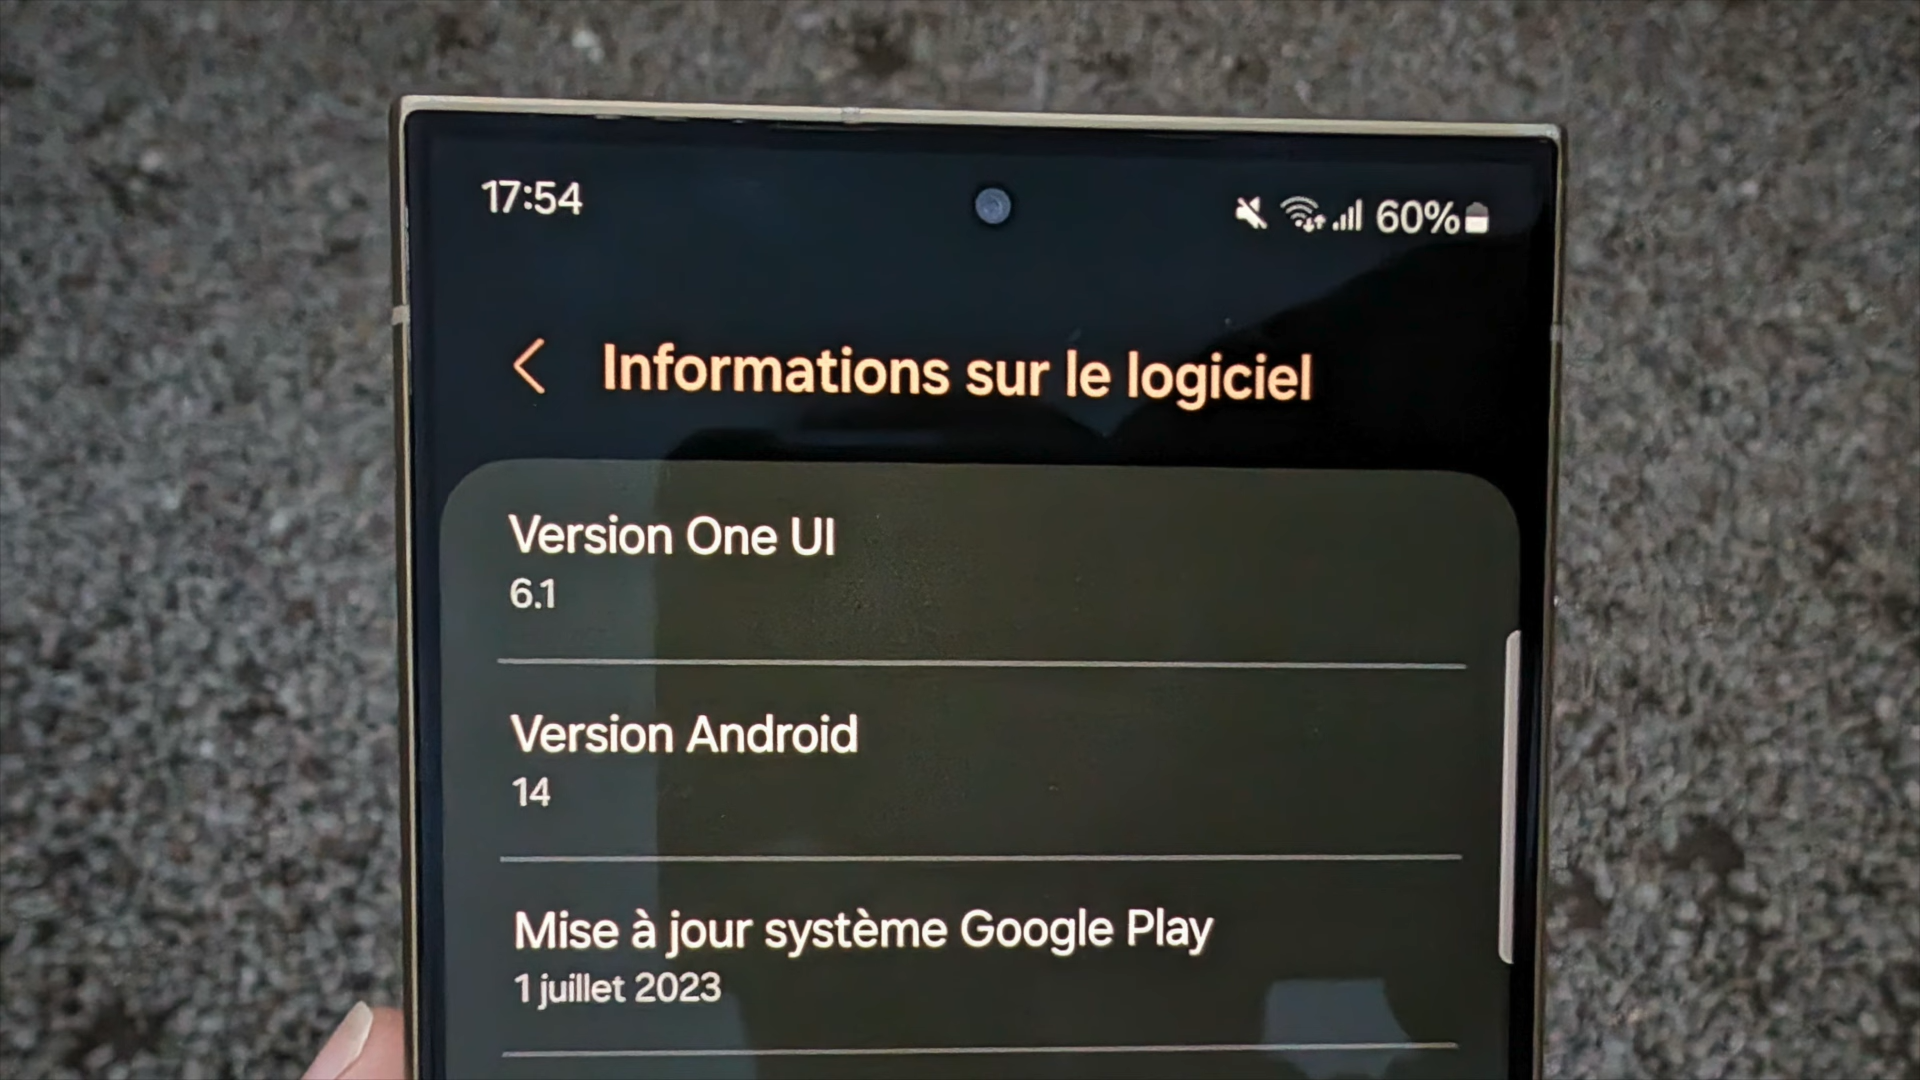 17:54
60%
Informations sur le logiciel
Version One UI
6.1
Version Android
14
Mise à jour système Google Play
1 juillet 2023